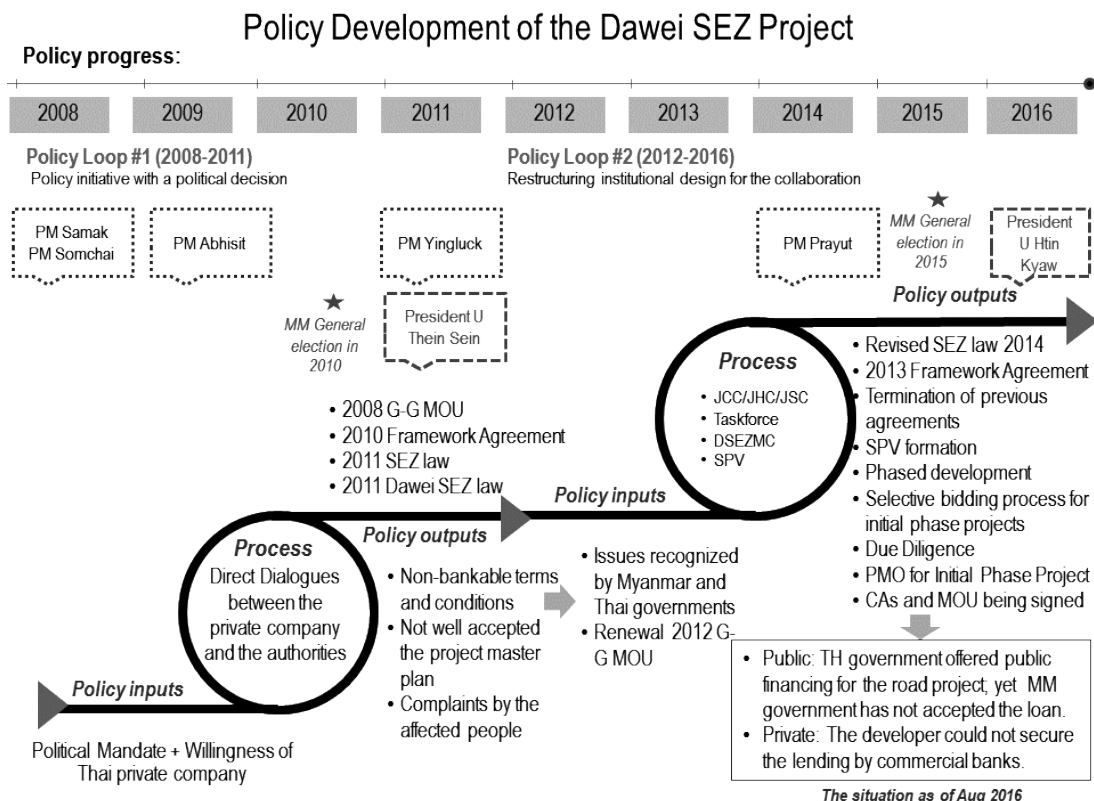 Policy Development of the Dawei SEZ Project
Policy progress:
2008
2009
2010
2011
2012
2013
2014
2015
2016
Policy Loop #1 (2008-2011)
Policy initiative with a political decision
Policy Loop #2 (2012-2016)
Restructuring institutional design for the collaboration
PM Samak
PM Somchai
PM Abhisit
PM Yingluck
PM Prayut
MM General
election in
2015
President
U Htin
Kyaw
MM General
election in
2010
President U
Thein Sein
Policy outputs
Process
• JCC/JHC/JSC
• Taskforce
• DSEZMC
• SPV
• Revised SEZ law 2014
• 2013 Framework Agreement
• Termination of previous
agreements
• SPV formation
• Phased development
• Selective bidding process for
initial phase projects
• Due Diligence
• PMO for Initial Phase Project
• CAs and MOU being signed
• 2008 G-G MOU
• 2010 Framework Agreement
• 2011 SEZ law
• 2011 Dawei SEZ law
Policy inputs
Policy outputs
Process
Direct Dialogues
between the
private company
and the authorities
• Non-bankable terms
and conditions
• Not well accepted
the project master
plan
• Complaints by the
affected people
• Issues recognized
by Myanmar and
Thai governments
• Renewal 2012 G-
G MOU
Policy inputs
Political Mandate + Willingness of
Thai private company
• Public: TH government offered public
financing for the road project; yet MM
government has not accepted the loan.
• Private: The developer could not secure
the lending by commercial banks.
The situation as of Aug 2016